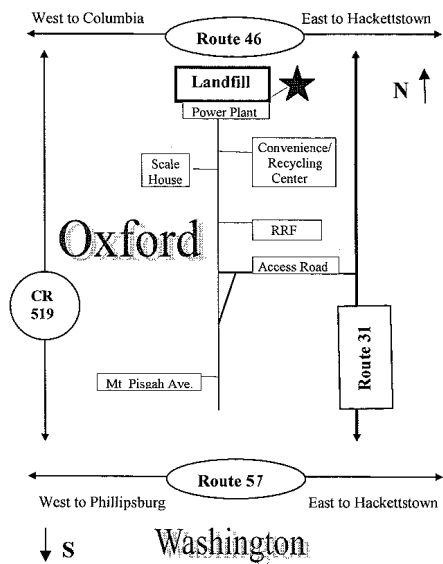 West to Columbia
East to Hackettstown
Route 46
Landfill
N
Power Plant
Convenience/
Recycling
Center
Scale
House
Oxford
RRF
Access Road
CR
519
Route 31
Mt Pisgah Ave.
Route 57
West to Phillipsburg
East to Hackettstown
S
Washington